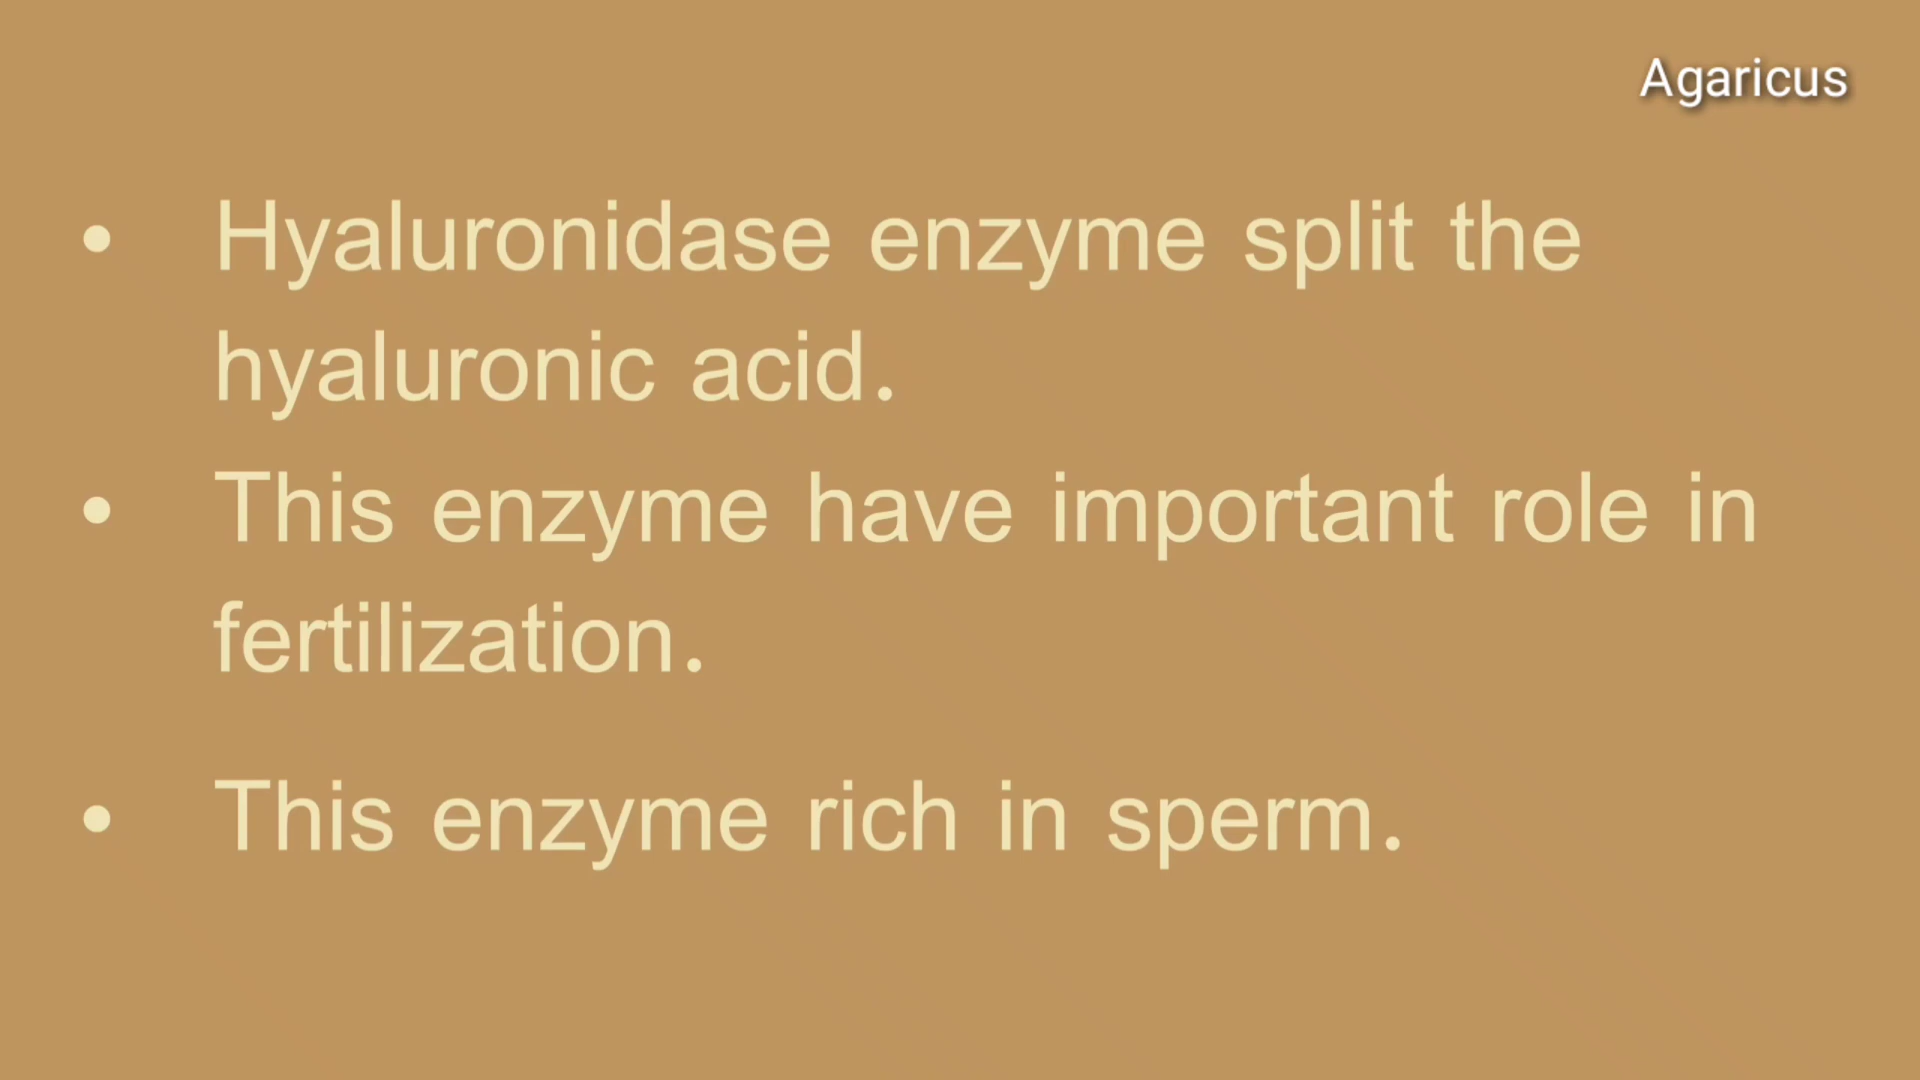 Agaricus
• Hyaluronidase enzyme split the
hyaluronic acid.
• This enzyme have important role in
fertilization.
• This enzyme rich in sperm.